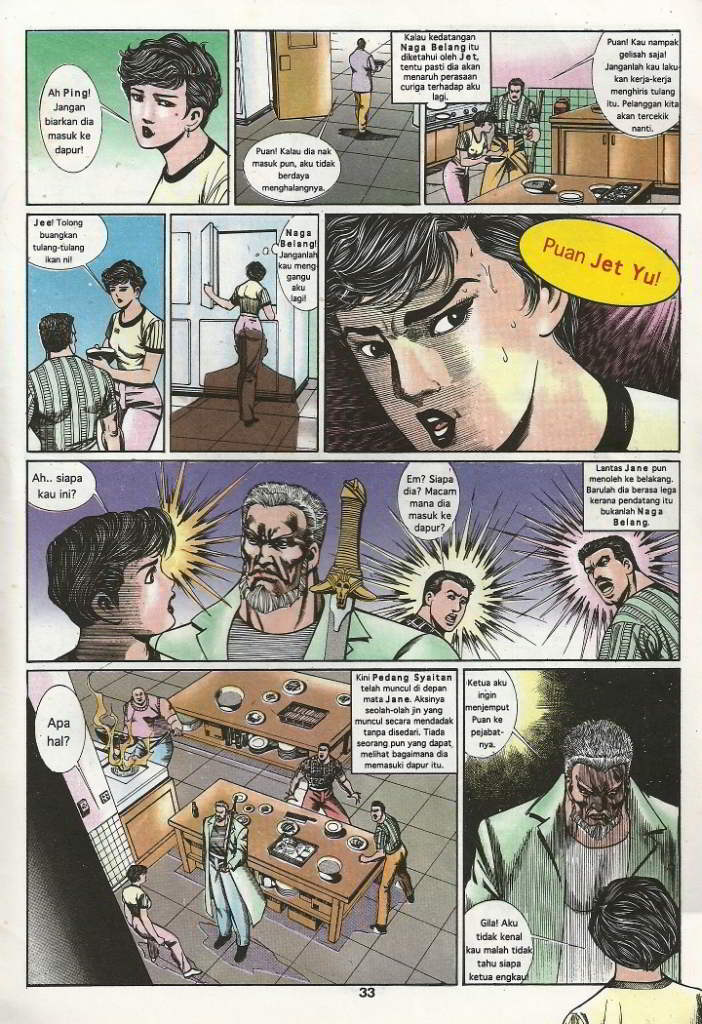 Ah Ping!
Jangan
biarkan dia
masuk ke
dapur!
Puan! Kalau dia nak
masuk pun, aku tidak
berdaya
menghalangnya.
Kalau kedatangan
Naga Belang itu
diketahui oleh Jet,
tentu pasti dia akan
menaruh perasaan
curiga terhadap aku
lagi.
Puan! Kau nampak
gelisah saja!
Janganlah kau laku-
kan kerja-kerja
menghiris tulang
itu. Pelanggan kita
akan tercekik
nanti.
Jee! Tolong
buangkan
tulang-tulang
ikan ni!
Naga
Belang!
Janganlah
kau meng-
gangu
aku
lagi!
Puan Jet Yu!
Ah.. siapa
kau ini?
Em? Siapa
dia? Macam
mana dia
masuk ke
dapur?
Lantas Jane pun
menoleh ke belakang.
Barulah dia berasa lega
kerana pendatang itu
bukanlah Naga
Belang.
Apa
hal?
Kini Pedang Syaitan
telah muncul di depan
mata Jane. Aksinya
seolah-olah jin yang
muncul secara mendadak
tanpa disedari. Tiada
seorang pun yang dapat
melihat bagaimana dia
memasuki dapur itu.
Ketua aku
ingin
menjemput
Puan ke
pejabat-
nya.
Gila! Aku
tidak kenal
kau malah tidak
tahu siapa
ketua engkau!
33